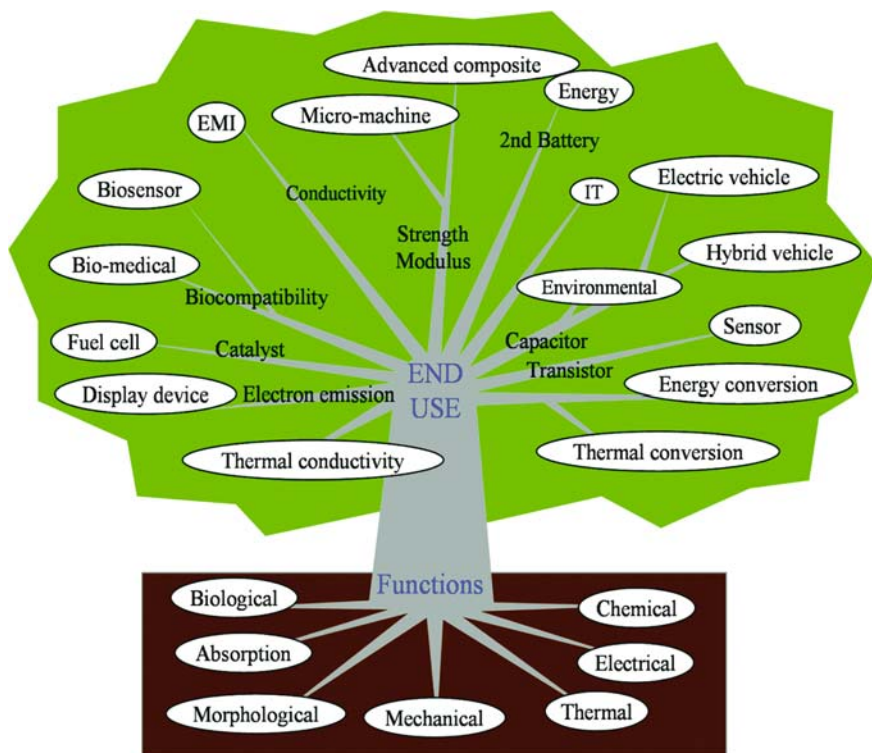 Advanced composite
Energy
Micro-machine
EMI
2nd Battery
Biosensor
Conductivity
IT
Electric vehicle
Strength
Modulus
Hybrid vehicle
Bio-medical
Environmental
Biocompatibility
Fuel cell
Catalyst
Capacitor
Sensor
Transistor
END
USE
Display device
Electron emission
Energy conversion
Thermal conductivity
Thermal conversion
Functions
Biological
Chemical
Absorption
Electrical
Morphological
Mechanical
Thermal